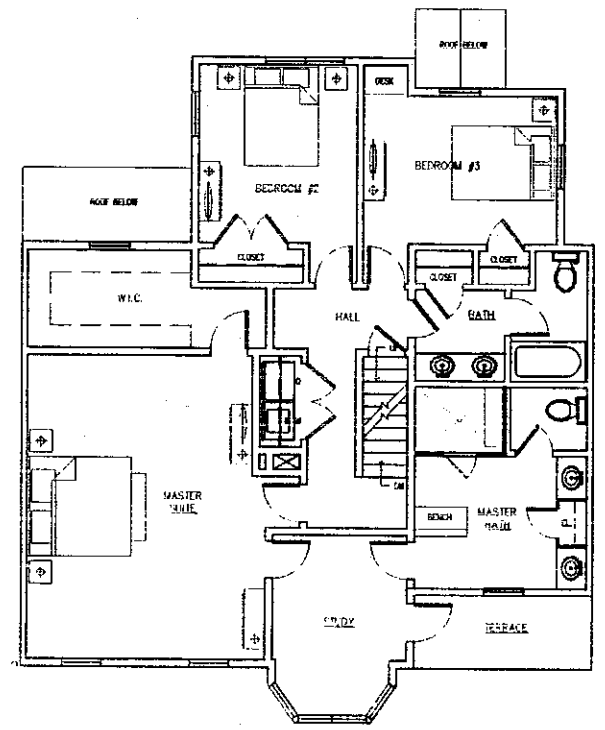 ROOF BELOW
DESK
BEDROOM #2
BEDROOM #3
ROOF BELOW
CLOSET
CLOSET
CLOSET
W.I.C.
HALL
BATH
MASTER
SUITE
DN
BENCH
MASTER
BATH
STUDY
TERRACE